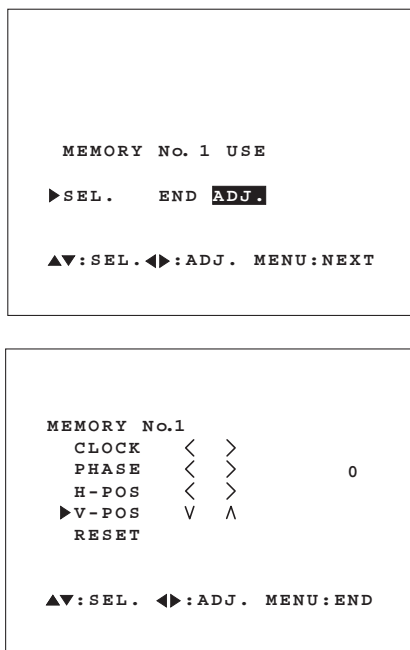 MEMORY No. 1 USE
▶SEL. END ADJ.
▲▼:SEL.◀▶:ADJ. MENU:NEXT
MEMORY No.1
CLOCK < >
PHASE < > 0
H-POS < >
▶V-POS ∨ ∧
RESET
▲▼:SEL. ◀▶:ADJ. MENU:END